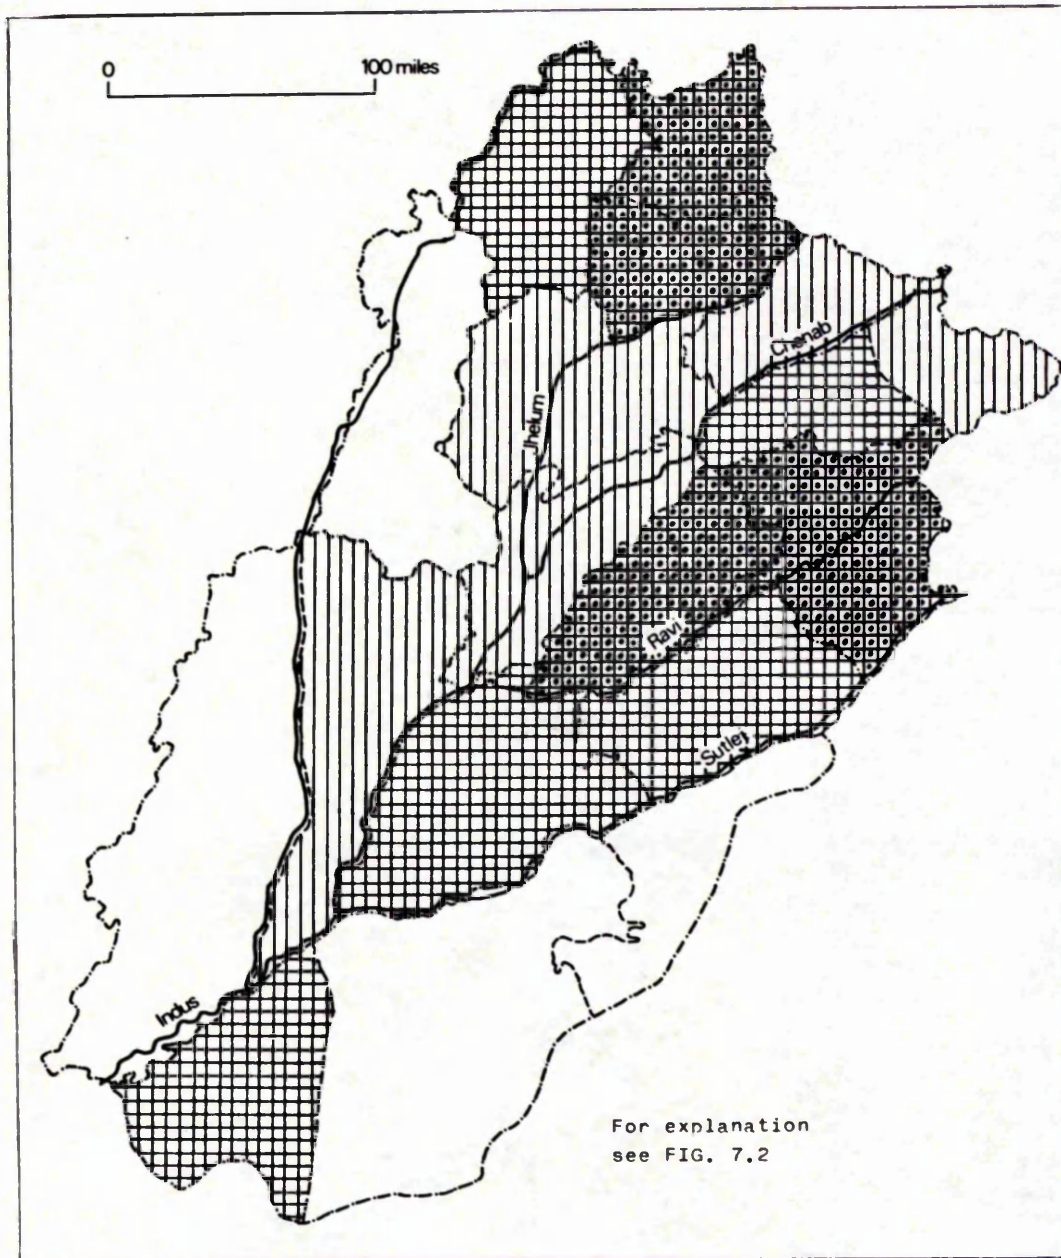 0 100 miles
Chenab
Jhelum
Ravi
Sutlej
Indus
For explanation
see FIG. 7.2